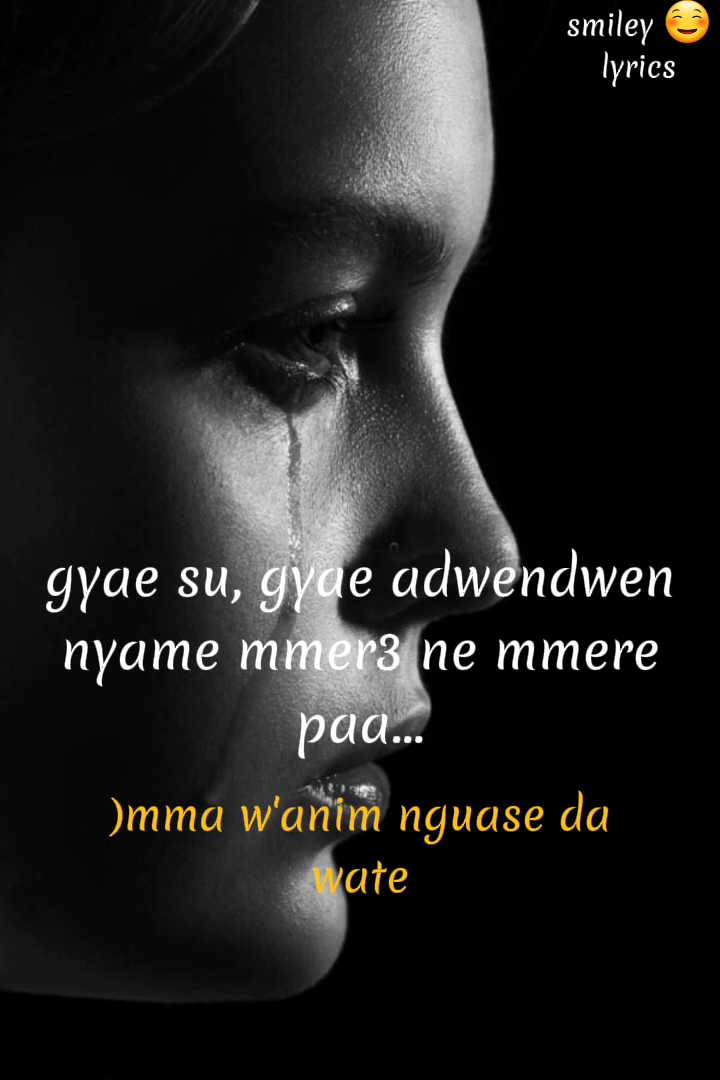 smiley 😊
lyrics
gyae su, gyae adwendwen
nyame mmer3 ne mmere
paa...
)mma w'anim nguase da
wate